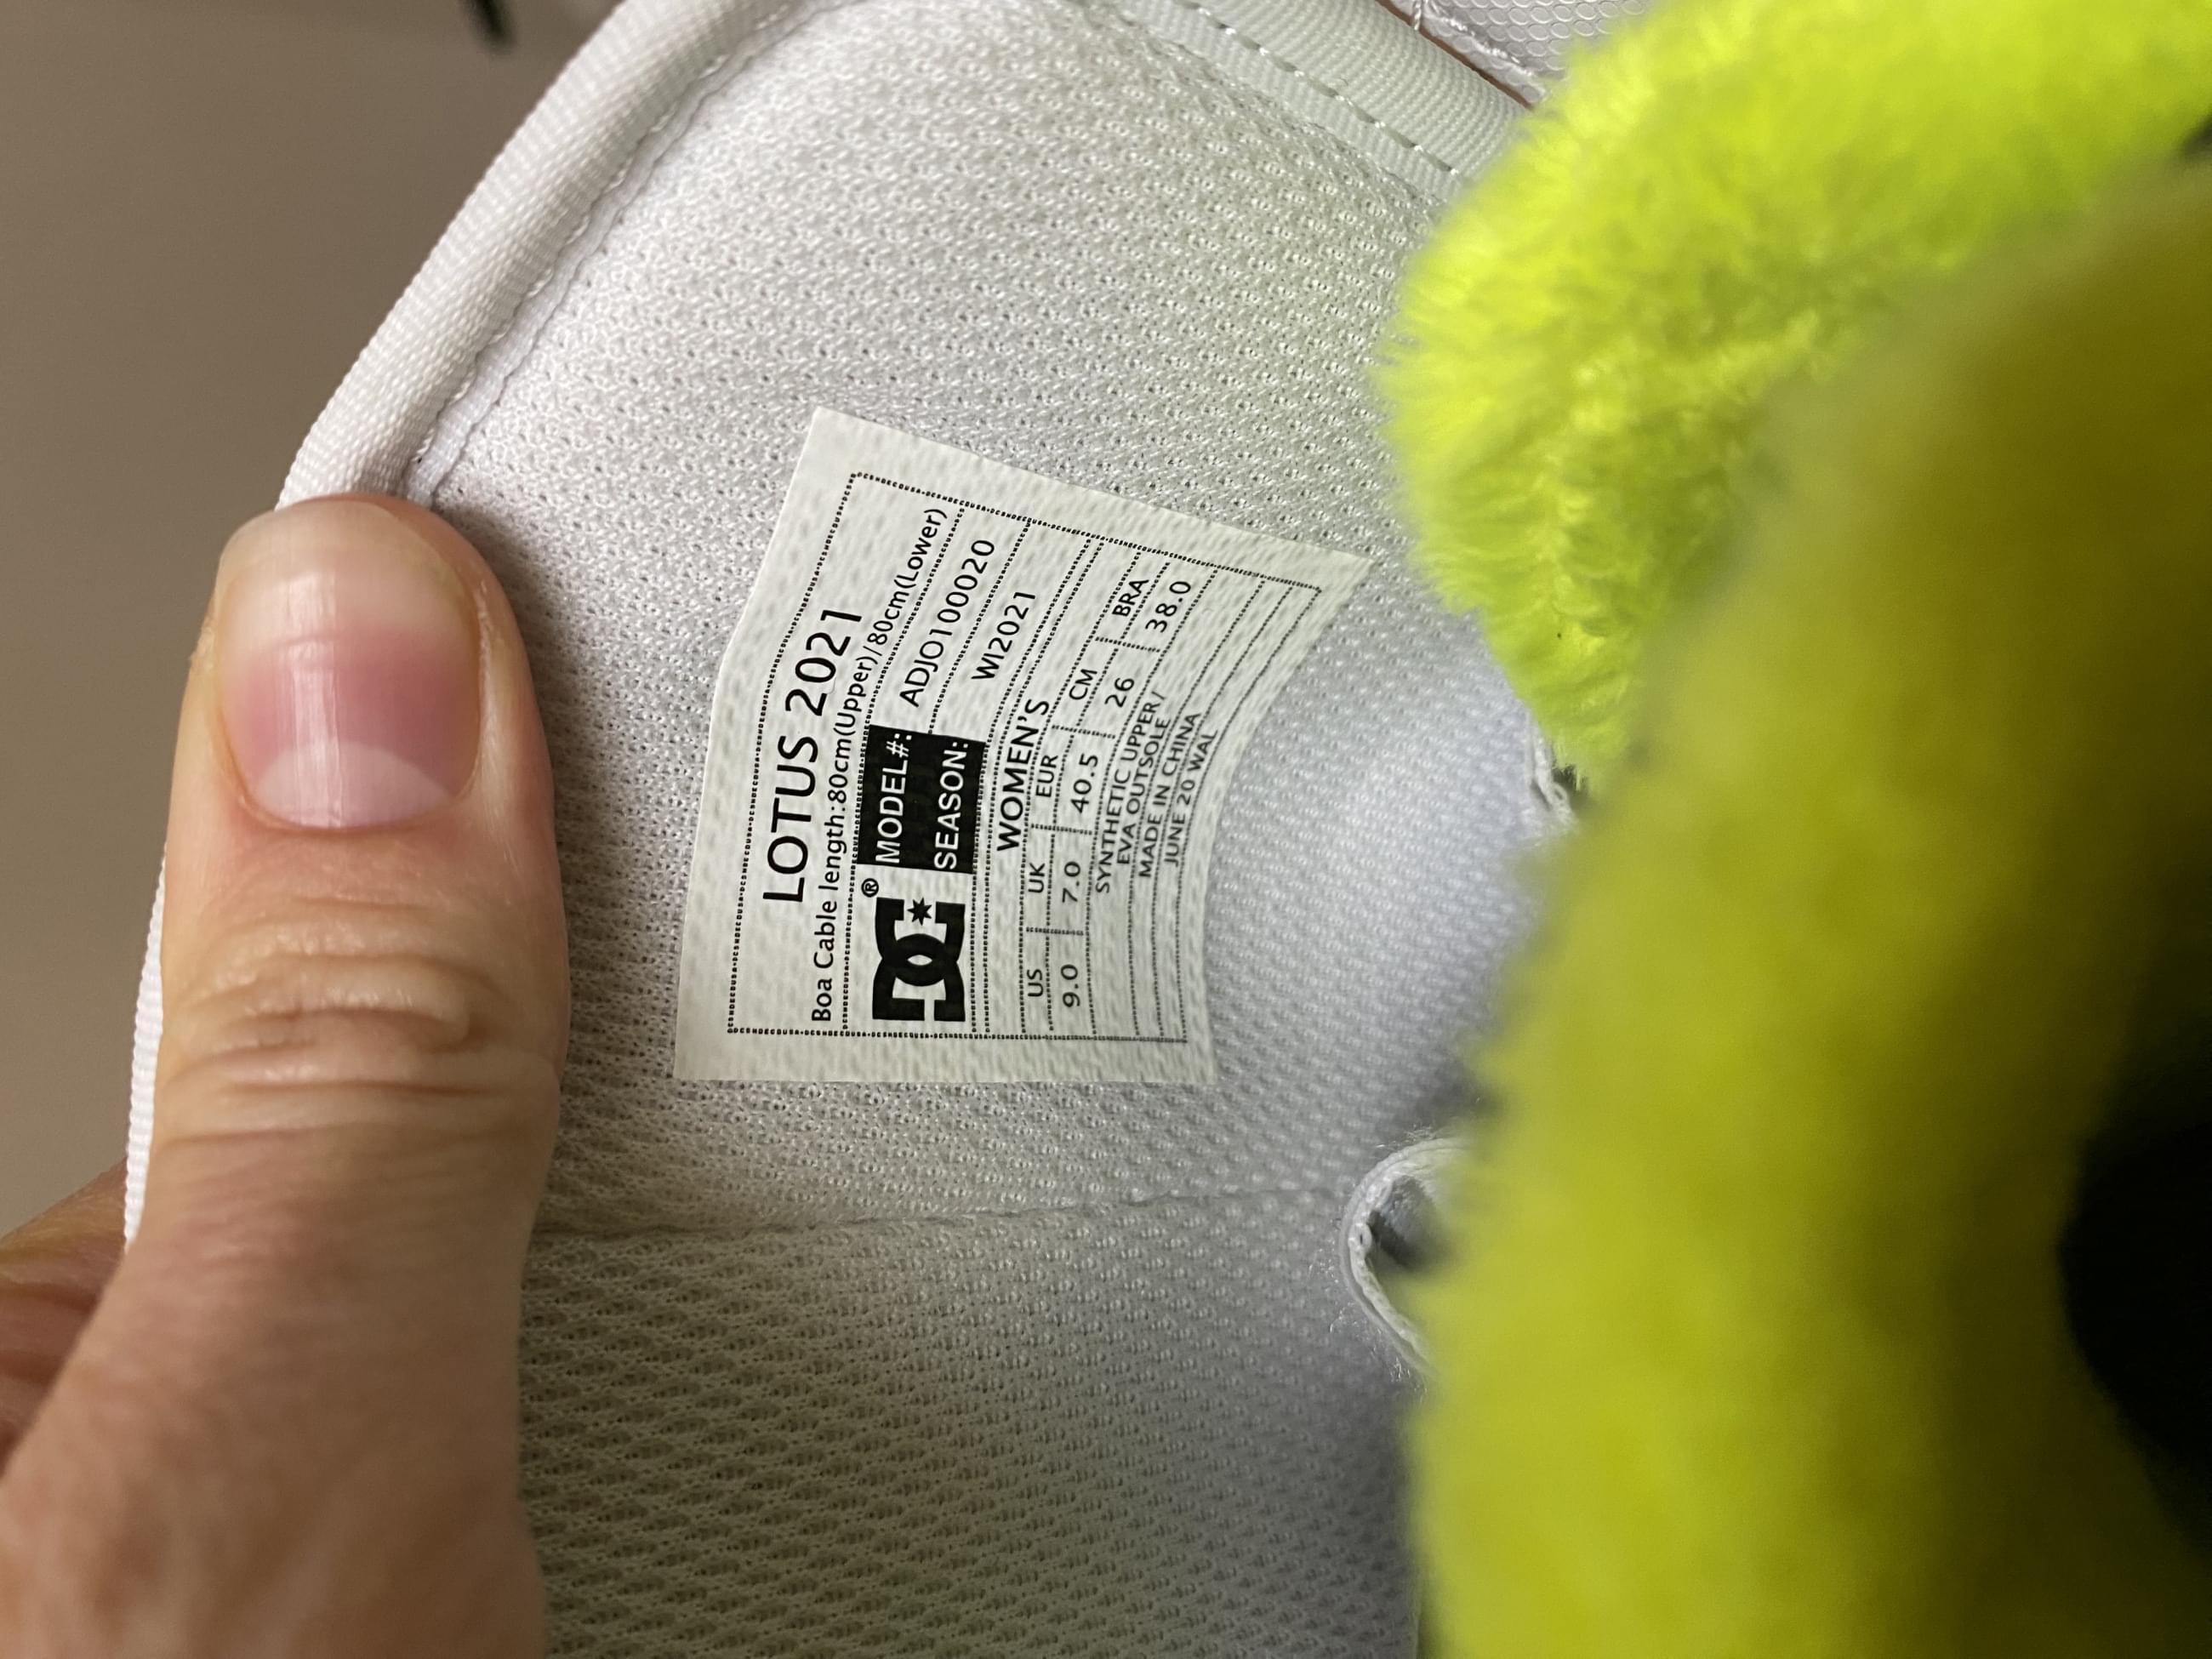 LOTUS 2021
Boa Cable length:80cm(Upper)/80cm(Lower)
DC®
MODEL#: ADJO100020
SEASON: WI2021
WOMEN'S
US UK EUR CM BRA
9.0 7.0 40.5 26 38.0
SYNTHETIC UPPER/
EVA OUTSOLE/
MADE IN CHINA
JUNE 20 WAL